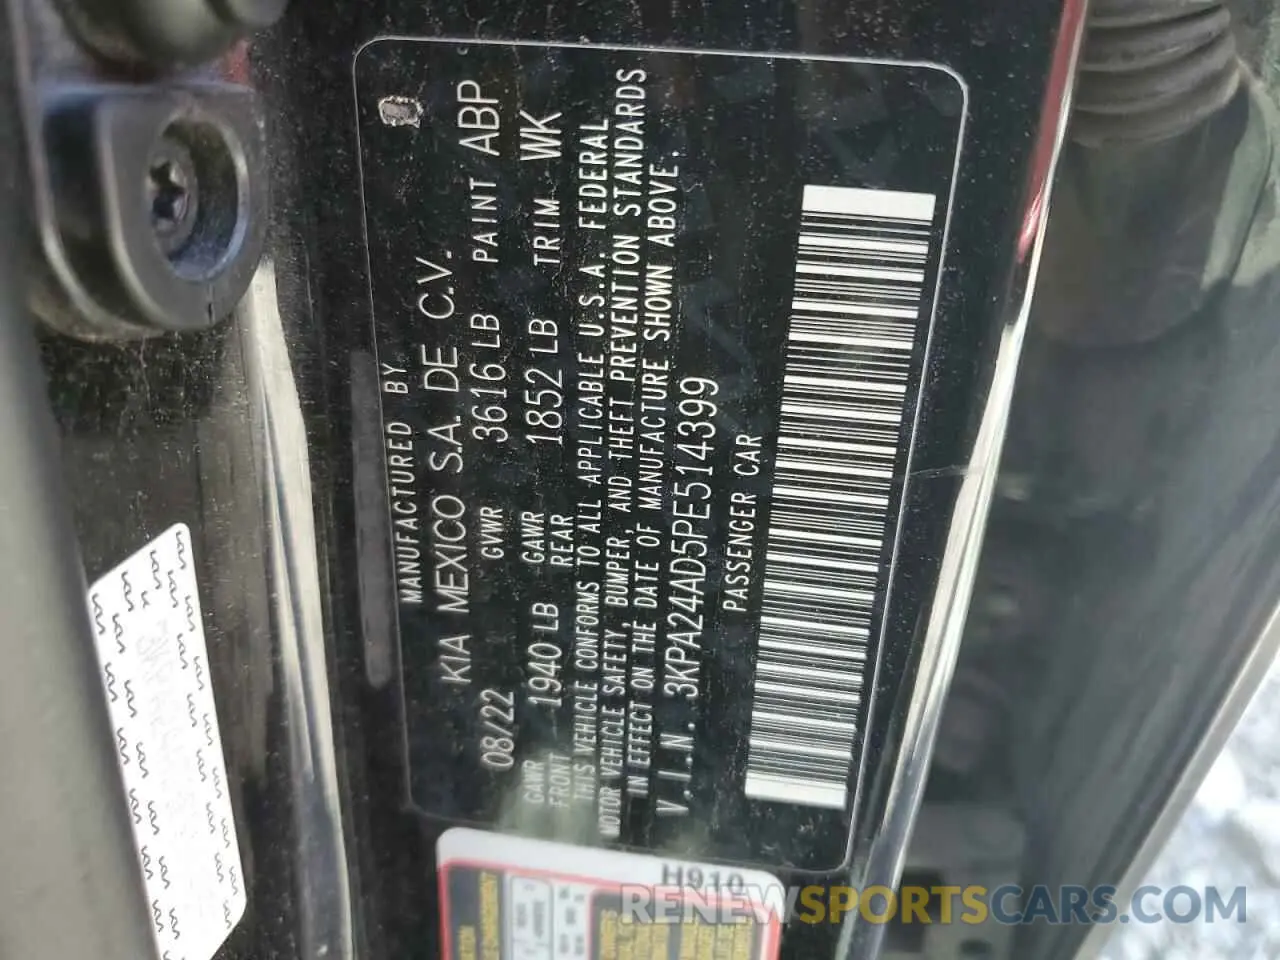 MANUFACTURED BY
KIA MEXICO S.A. DE C.V.
08/22 GVWR 3616 LB PAINT ABP
GAWR FRONT 1940 LB GAWR REAR 1852 LB TRIM WK
THIS VEHICLE CONFORMS TO ALL APPLICABLE U.S.A. FEDERAL
MOTOR VEHICLE SAFETY, BUMPER, AND THEFT PREVENTION STANDARDS
IN EFFECT ON THE DATE OF MANUFACTURE SHOWN ABOVE.
V.I.N. 3KPA24AD5PE514399
PASSENGER CAR
H910
RENEWSPORTSCARS.COM